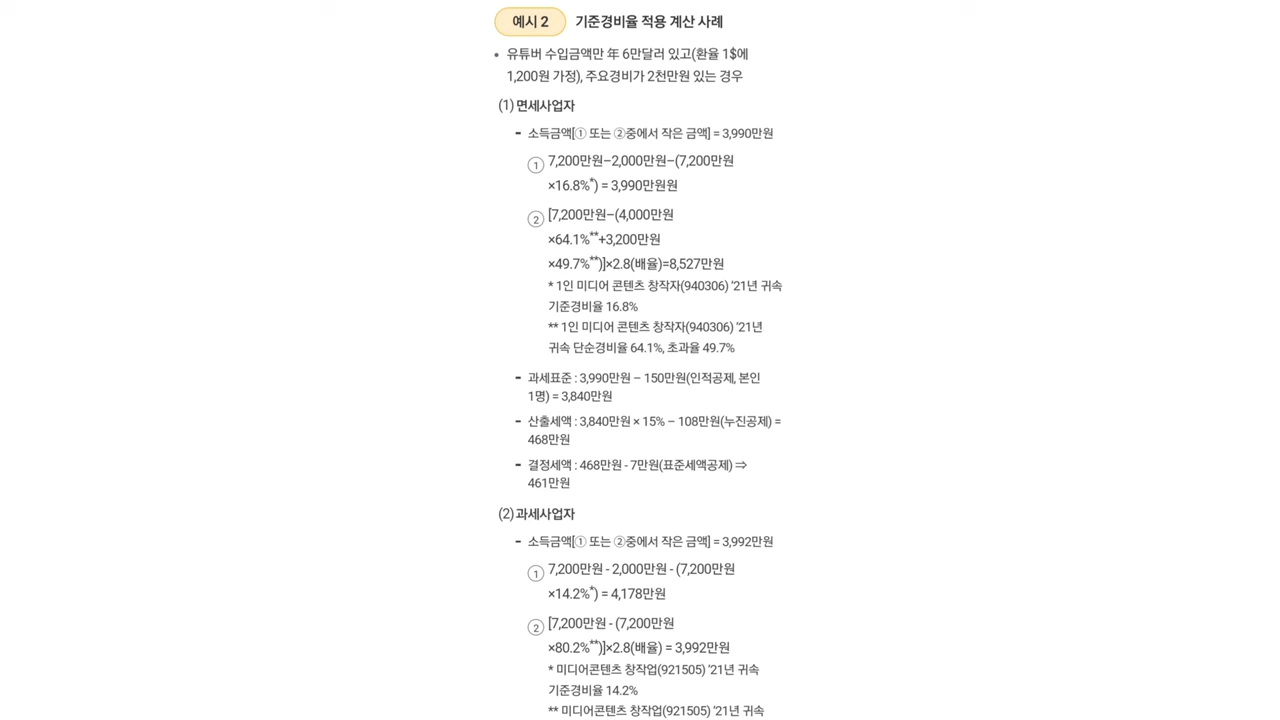 예시 2 기준경비율 적용 계산 사례
• 유튜버 수입금액만 年 6만달러 있고(환율 1$에
1,200원 가정), 주요경비가 2천만원 있는 경우
(1) 면세사업자
- 소득금액[① 또는 ②중에서 작은 금액] = 3,990만원
① 7,200만원–2,000만원–(7,200만원
×16.8%*) = 3,990만원원
② [7,200만원–(4,000만원
×64.1%**+3,200만원
×49.7%**)]×2.8(배율)=8,527만원
* 1인 미디어 콘텐츠 창작자(940306) ’21년 귀속
기준경비율 16.8%
** 1인 미디어 콘텐츠 창작자(940306) ’21년
귀속 단순경비율 64.1%, 초과율 49.7%
- 과세표준 : 3,990만원 – 150만원(인적공제, 본인
1명) = 3,840만원
- 산출세액 : 3,840만원 × 15% – 108만원(누진공제) =
468만원
- 결정세액 : 468만원 - 7만원(표준세액공제) ⇒
461만원
(2) 과세사업자
- 소득금액[① 또는 ②중에서 작은 금액] = 3,992만원
① 7,200만원 - 2,000만원 - (7,200만원
×14.2%*) = 4,178만원
② [7,200만원 - (7,200만원
×80.2%**)]×2.8(배율) = 3,992만원
* 미디어콘텐츠 창작업(921505) ’21년 귀속
기준경비율 14.2%
** 미디어콘텐츠 창작업(921505) ’21년 귀속